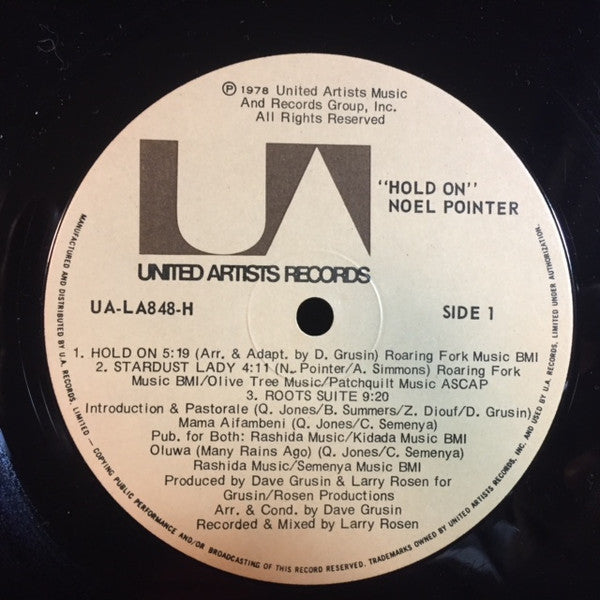 Ⓟ 1978 United Artists Music
And Records Group, Inc.
All Rights Reserved
UA
UNITED ARTISTS RECORDS
"HOLD ON"
NOEL POINTER
UA-LA848-H
SIDE 1
1. HOLD ON 5:19 (Arr. & Adapt. by D. Grusin) Roaring Fork Music BMI
2. STARDUST LADY 4:11 (N. Pointer/A. Simmons) Roaring Fork
Music BMI/Olive Tree Music/Patchquilt Music ASCAP
3. ROOTS SUITE 9:20
Introduction & Pastorale (Q. Jones/B. Summers/Z. Diouf/D. Grusin)
Mama Aifambeni (Q. Jones/C. Semenya)
Pub. for Both: Rashida Music/Kidada Music BMI
Oluwa (Many Rains Ago) (Q. Jones/C. Semenya)
Rashida Music/Semenya Music BMI
Produced by Dave Grusin & Larry Rosen for
Grusin/Rosen Productions
Arr. & Cond. by Dave Grusin
Recorded & Mixed by Larry Rosen
MANUFACTURED AND DISTRIBUTED BY U.A. RECORDS, LIMITED — COPYING PUBLIC PERFORMANCE AND/OR BROADCASTING OF THIS RECORD RESERVED. TRADEMARKS OWNED BY UNITED ARTISTS RECORDS, INC. AND USED BY U.A. RECORDS, LIMITED UNDER AUTHORIZATION.